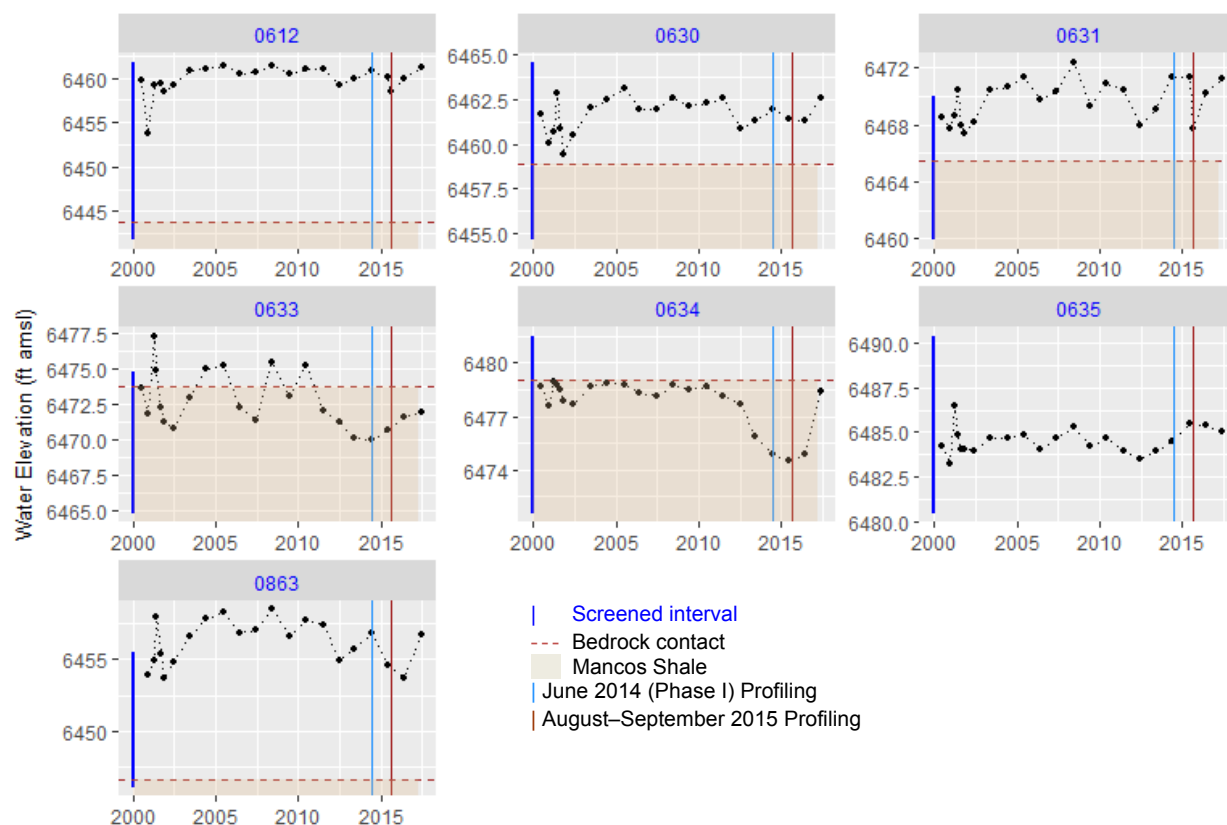 0612
6460
6455
6450
6445
2000 2005 2010 2015
0630
6465.0
6462.5
6460.0
6457.5
6455.0
2000 2005 2010 2015
0631
6472
6468
6464
6460
2000 2005 2010 2015
Water Elevation (ft amsl)
0633
6477.5
6475.0
6472.5
6470.0
6467.5
6465.0
2000 2005 2010 2015
0634
6480
6477
6474
2000 2005 2010 2015
0635
6490.0
6487.5
6485.0
6482.5
6480.0
2000 2005 2010 2015
0863
6455
6450
2000 2005 2010 2015
Screened interval
Bedrock contact
Mancos Shale
June 2014 (Phase I) Profiling
August–September 2015 Profiling